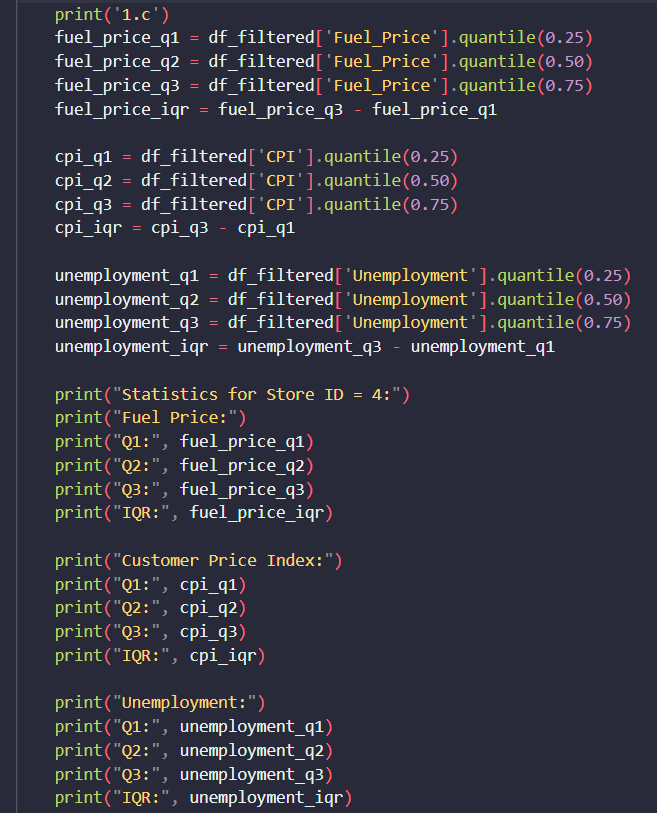 print('1.c')
fuel_price_q1 = df_filtered['Fuel_Price'].quantile(0.25)
fuel_price_q2 = df_filtered['Fuel_Price'].quantile(0.50)
fuel_price_q3 = df_filtered['Fuel_Price'].quantile(0.75)
fuel_price_iqr = fuel_price_q3 - fuel_price_q1
cpi_q1 = df_filtered['CPI'].quantile(0.25)
cpi_q2 = df_filtered['CPI'].quantile(0.50)
cpi_q3 = df_filtered['CPI'].quantile(0.75)
cpi_iqr = cpi_q3 - cpi_q1
unemployment_q1 = df_filtered['Unemployment'].quantile(0.25)
unemployment_q2 = df_filtered['Unemployment'].quantile(0.50)
unemployment_q3 = df_filtered['Unemployment'].quantile(0.75)
unemployment_iqr = unemployment_q3 - unemployment_q1
print("Statistics for Store ID = 4:")
print("Fuel Price:")
print("Q1:", fuel_price_q1)
print("Q2:", fuel_price_q2)
print("Q3:", fuel_price_q3)
print("IQR:", fuel_price_iqr)
print("Customer Price Index:")
print("Q1:", cpi_q1)
print("Q2:", cpi_q2)
print("Q3:", cpi_q3)
print("IQR:", cpi_iqr)
print("Unemployment:")
print("Q1:", unemployment_q1)
print("Q2:", unemployment_q2)
print("Q3:", unemployment_q3)
print("IQR:", unemployment_iqr)